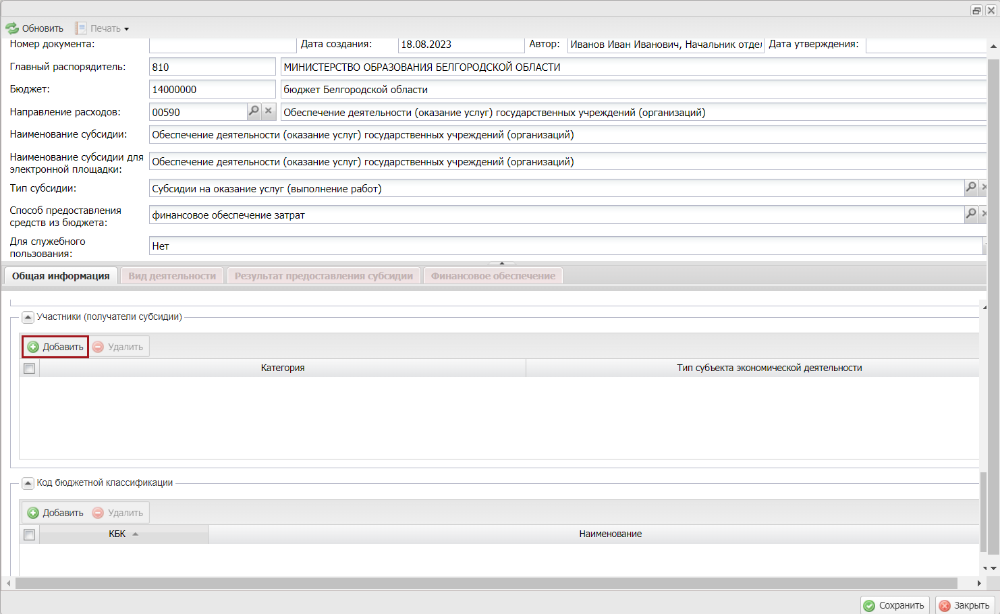 Обновить Печать
Номер документа: Дата создания: 18.08.2023 Автор: Иванов Иван Иванович, Начальник отдел Дата утверждения:
Главный распорядитель: 810 МИНИСТЕРСТВО ОБРАЗОВАНИЯ БЕЛГОРОДСКОЙ ОБЛАСТИ
Бюджет: 14000000 бюджет Белгородской области
Направление расходов: 00590 Обеспечение деятельности (оказание услуг) государственных учреждений (организаций)
Наименование субсидии: Обеспечение деятельности (оказание услуг) государственных учреждений (организаций)
Наименование субсидии для
электронной площадки: Обеспечение деятельности (оказание услуг) государственных учреждений (организаций)
Тип субсидии: Субсидии на оказание услуг (выполнение работ)
Способ предоставления
средств из бюджета: финансовое обеспечение затрат
Для служебного
пользования: Нет
Общая информация Вид деятельности Результат предоставления субсидии Финансовое обеспечение
Участники (получатели субсидии)
Добавить Удалить
Категория Тип субъекта экономической деятельности
Код бюджетной классификации
Добавить Удалить
КБК Наименование
Сохранить Закрыть